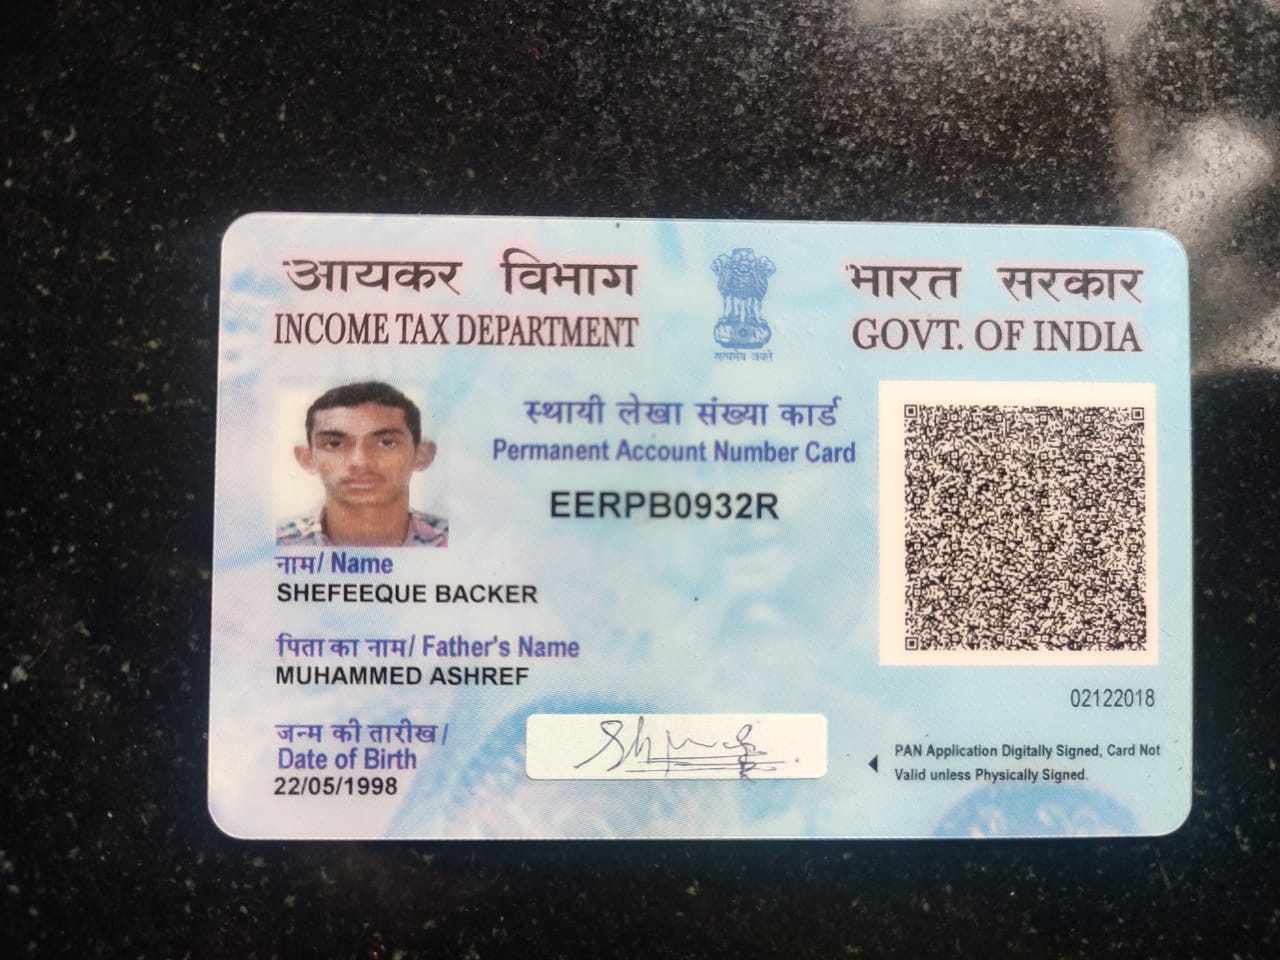 आयकर विभाग
INCOME TAX DEPARTMENT
सत्यमेव जयते
भारत सरकार
GOVT. OF INDIA
स्थायी लेखा संख्या कार्ड
Permanent Account Number Card
EERPB0932R
नाम/ Name
SHEFEEQUE BACKER
पिता का नाम/ Father's Name
MUHAMMED ASHREF
जन्म की तारीख/
Date of Birth
22/05/1998
02122018
PAN Application Digitally Signed, Card Not
Valid unless Physically Signed.